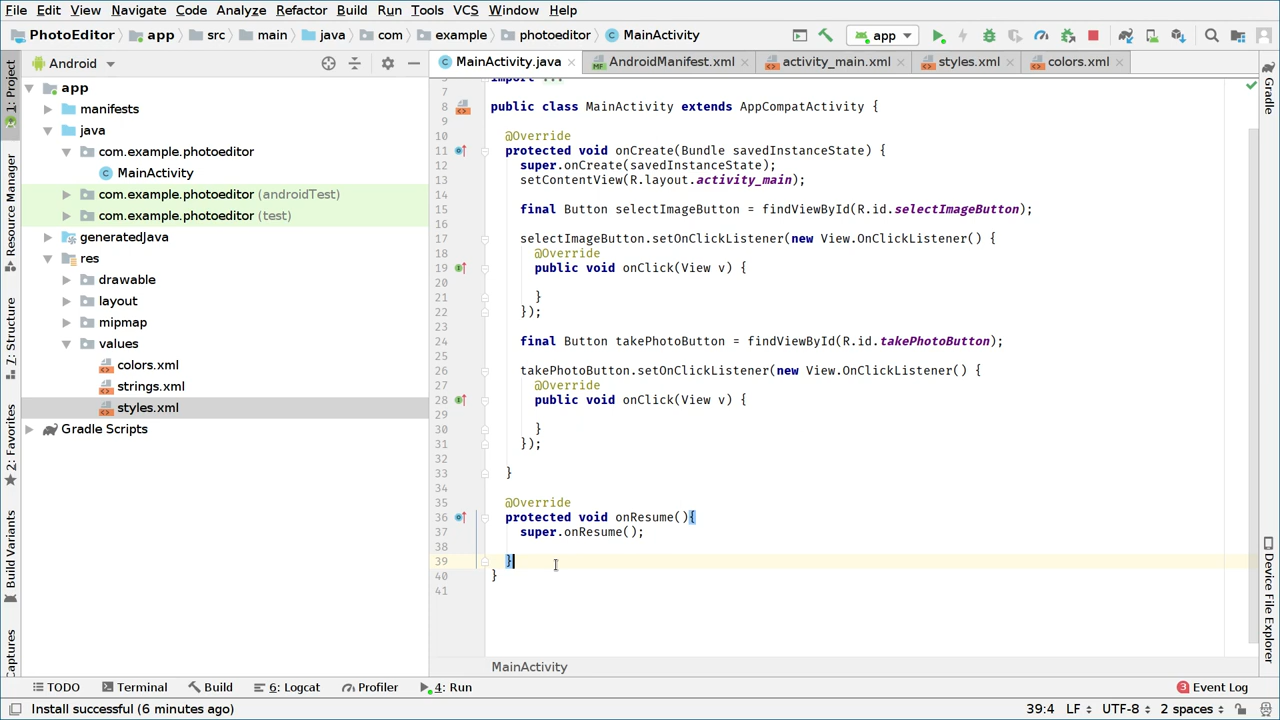 File Edit View Navigate Code Analyze Refactor Build Run Tools VCS Window Help
PhotoEditor app src main java com example photoeditor MainActivity app
1: Project
Resource Manager
7: Structure
2: Favorites
Build Variants
Captures
Android
app
manifests
java
com.example.photoeditor
MainActivity
com.example.photoeditor (androidTest)
com.example.photoeditor (test)
generatedJava
res
drawable
layout
mipmap
values
colors.xml
strings.xml
styles.xml
Gradle Scripts
MainActivity.java AndroidManifest.xml activity_main.xml styles.xml colors.xml
import ...
7
8 public class MainActivity extends AppCompatActivity {
9
10 @Override
11 protected void onCreate(Bundle savedInstanceState) {
12 super.onCreate(savedInstanceState);
13 setContentView(R.layout.activity_main);
14
15 final Button selectImageButton = findViewById(R.id.selectImageButton);
16
17 selectImageButton.setOnClickListener(new View.OnClickListener() {
18 @Override
19 public void onClick(View v) {
20
21 }
22 });
23
24 final Button takePhotoButton = findViewById(R.id.takePhotoButton);
25
26 takePhotoButton.setOnClickListener(new View.OnClickListener() {
27 @Override
28 public void onClick(View v) {
29
30 }
31 });
32
33 }
34
35 @Override
36 protected void onResume(){
37 super.onResume();
38
39 }
40 }
41
MainActivity
Gradle
Device File Explorer
TODO Terminal Build 6: Logcat Profiler 4: Run 3 Event Log
Install successful (6 minutes ago) 39:4 LF UTF-8 2 spaces